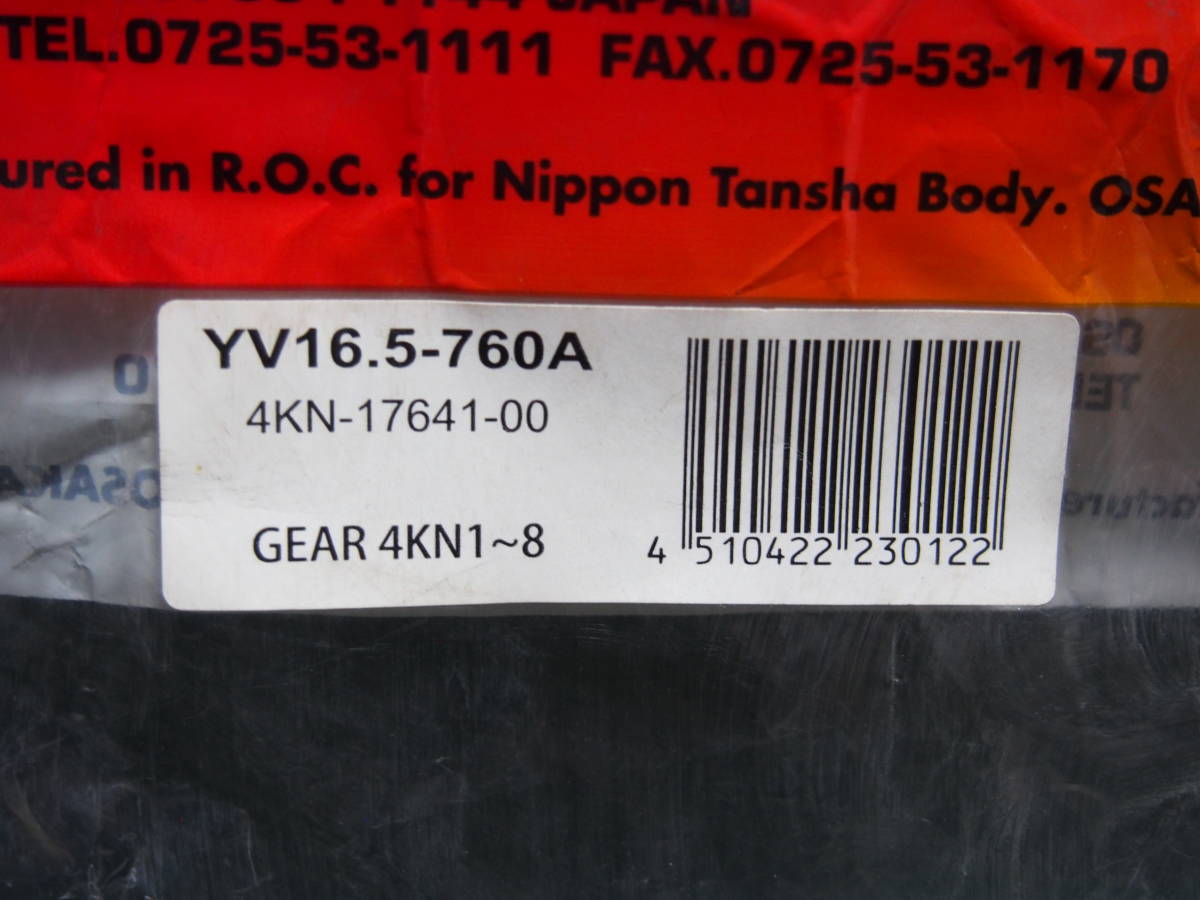 JAPAN
TEL.0725-53-1111 FAX.0725-53-1170
ured in R.O.C. for Nippon Tansha Body. OSA
YV16.5-760A
4KN-17641-00
GEAR 4KN1~8
4 510422 230122